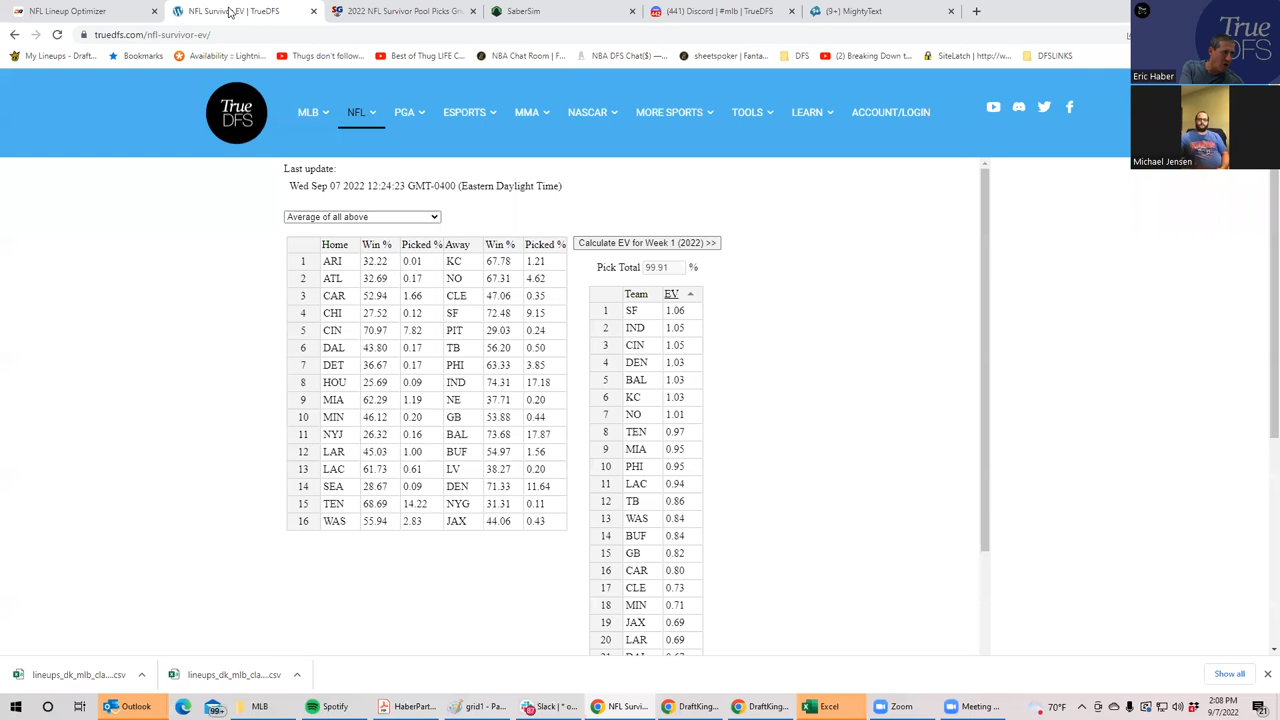 NFL Lineup Optimizer
NFL Survivor EV | TrueDFS
2022 NFL Survivor Pool Picks Gri
SaberSim
(441) Discord | #mlb | TrueDFS
(9+) MightyText
truedfs.com/nfl-survivor-ev/
My Lineups - Draft...
Bookmarks
Availability :: Lightni...
Thugs don't follow...
Best of Thug LIFE C...
NBA Chat Room | F...
NBA DFS Chat($) —...
sheetspoker | Fanta...
DFS
(2) Breaking Down t...
SiteLatch | http://w...
DFSLINKS
True
DFS
MLB
NFL
PGA
ESPORTS
MMA
NASCAR
MORE SPORTS
TOOLS
LEARN
ACCOUNT/LOGIN
True
DFS
Eric Haber
Michael Jensen
Last update:
Wed Sep 07 2022 12:24:23 GMT-0400 (Eastern Daylight Time)
Average of all above
Home Win % Picked % Away Win % Picked %
1 ARI 32.22 0.01 KC 67.78 1.21
2 ATL 32.69 0.17 NO 67.31 4.62
3 CAR 52.94 1.66 CLE 47.06 0.35
4 CHI 27.52 0.12 SF 72.48 9.15
5 CIN 70.97 7.82 PIT 29.03 0.24
6 DAL 43.80 0.17 TB 56.20 0.50
7 DET 36.67 0.17 PHI 63.33 3.85
8 HOU 25.69 0.09 IND 74.31 17.18
9 MIA 62.29 1.19 NE 37.71 0.20
10 MIN 46.12 0.20 GB 53.88 0.44
11 NYJ 26.32 0.16 BAL 73.68 17.87
12 LAR 45.03 1.00 BUF 54.97 1.56
13 LAC 61.73 0.61 LV 38.27 0.20
14 SEA 28.67 0.09 DEN 71.33 11.64
15 TEN 68.69 14.22 NYG 31.31 0.11
16 WAS 55.94 2.83 JAX 44.06 0.43
Calculate EV for Week 1 (2022) >>
Pick Total 99.91 %
Team EV
1 SF 1.06
2 IND 1.05
3 CIN 1.05
4 DEN 1.03
5 BAL 1.03
6 KC 1.03
7 NO 1.01
8 TEN 0.97
9 MIA 0.95
10 PHI 0.95
11 LAC 0.94
12 TB 0.86
13 WAS 0.84
14 BUF 0.84
15 GB 0.82
16 CAR 0.80
17 CLE 0.73
18 MIN 0.71
19 JAX 0.69
20 LAR 0.69
lineups_dk_mlb_cla....csv
lineups_dk_mlb_cla....csv
Show all
Outlook
99+
MLB
Spotify
HaberPart...
grid1 - Pa...
Slack | * o...
NFL Survi...
DraftKing...
DraftKing...
Excel
Zoom
Meeting ...
70°F
2:08 PM
9/7/2022